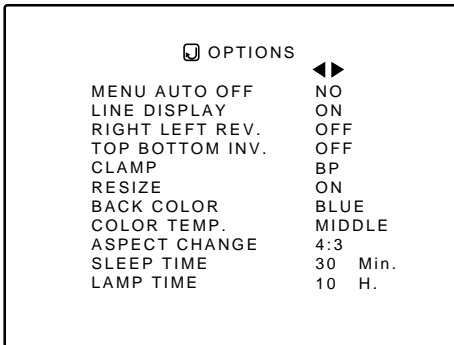 OPTIONS
◀▶
MENU AUTO OFF NO
LINE DISPLAY ON
RIGHT LEFT REV. OFF
TOP BOTTOM INV. OFF
CLAMP BP
RESIZE ON
BACK COLOR BLUE
COLOR TEMP. MIDDLE
ASPECT CHANGE 4:3
SLEEP TIME 30 Min.
LAMP TIME 10 H.